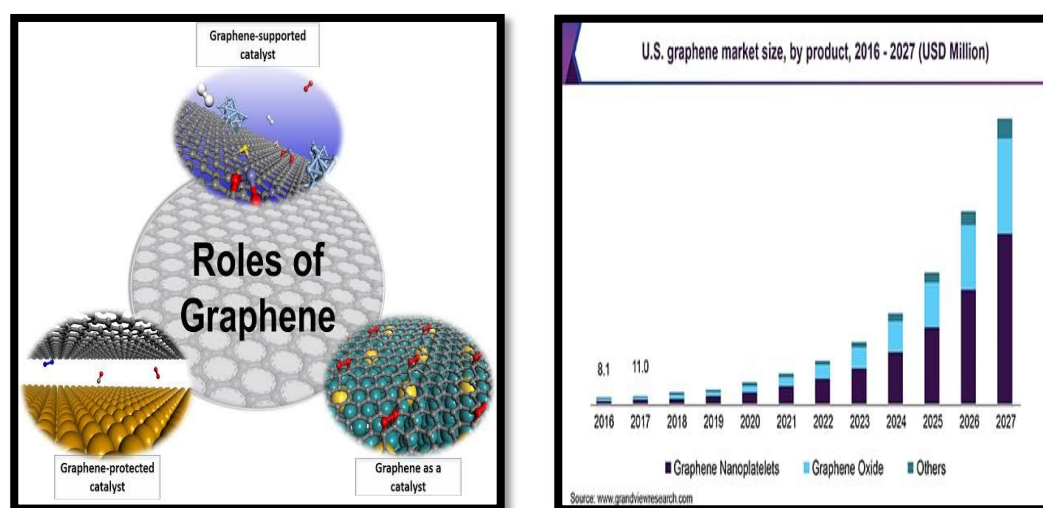 Graphene-supported
catalyst
Roles of
Graphene
Graphene-protected
catalyst
Graphene as a
catalyst
U.S. graphene market size, by product, 2016 - 2027 (USD Million)
8.1
11.0
2016 2017 2018 2019 2020 2021 2022 2023 2024 2025 2026 2027
Graphene Nanoplatelets Graphene Oxide Others
Source: www.grandviewresearch.com